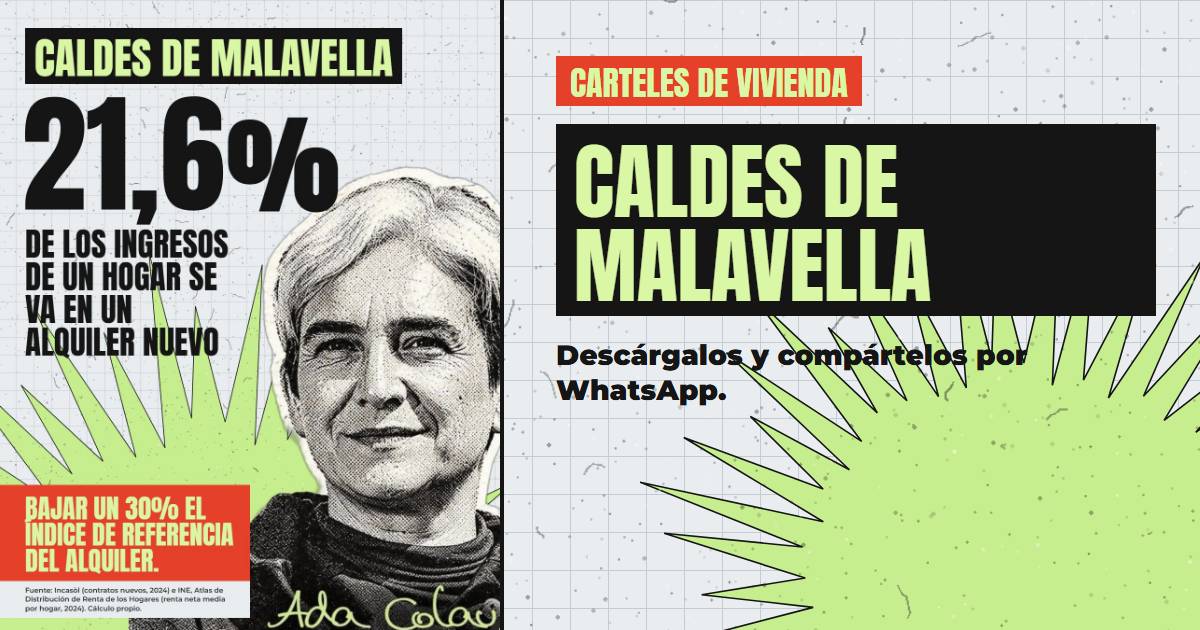 CALDES DE MALAVELLA
21,6%
DE LOS INGRESOS
DE UN HOGAR SE
VA EN UN
ALQUILER NUEVO
BAJAR UN 30% EL
ÍNDICE DE REFERENCIA
DEL ALQUILER.
Fuente: Incasòl (contratos nuevos, 2024) e INE, Atlas de
Distribución de Renta de los Hogares (renta neta media
por hogar, 2024). Cálculo propio.
Ada Colau
CARTELES DE VIVIENDA
CALDES DE
MALAVELLA
Descárgalos y compártelos por
WhatsApp.